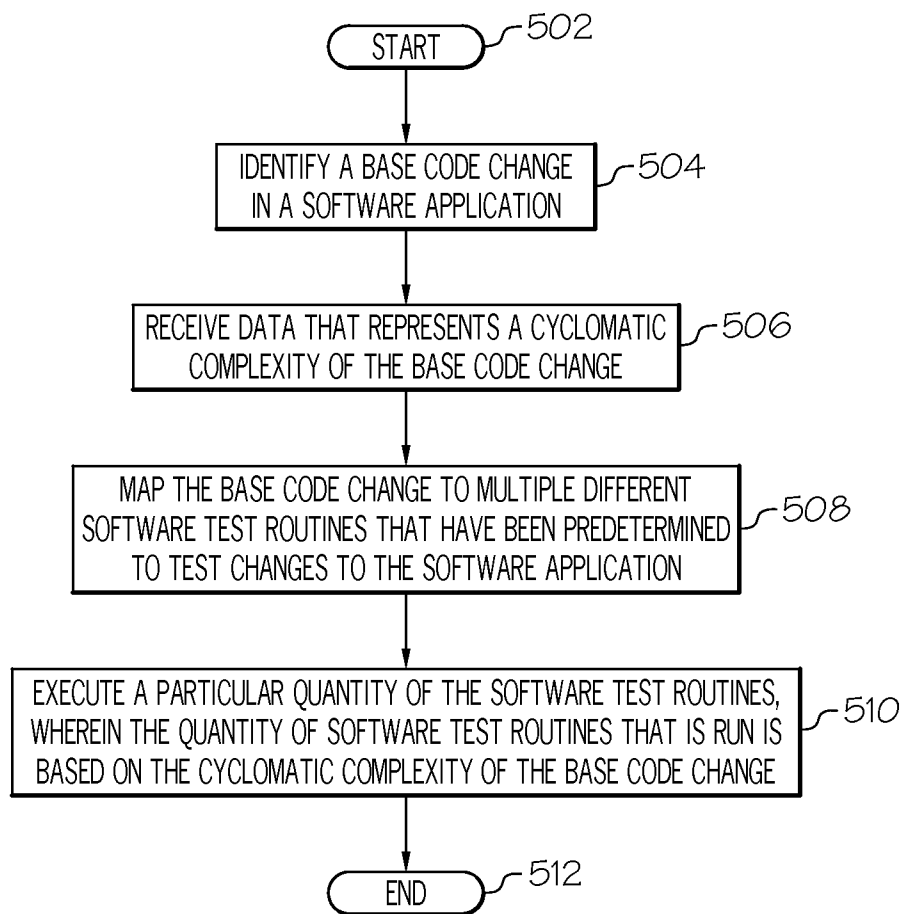 START
502
IDENTIFY A BASE CODE CHANGE
IN A SOFTWARE APPLICATION
504
RECEIVE DATA THAT REPRESENTS A CYCLOMATIC
COMPLEXITY OF THE BASE CODE CHANGE
506
MAP THE BASE CODE CHANGE TO MULTIPLE DIFFERENT
SOFTWARE TEST ROUTINES THAT HAVE BEEN PREDETERMINED
TO TEST CHANGES TO THE SOFTWARE APPLICATION
508
EXECUTE A PARTICULAR QUANTITY OF THE SOFTWARE TEST ROUTINES,
WHEREIN THE QUANTITY OF SOFTWARE TEST ROUTINES THAT IS RUN IS
BASED ON THE CYCLOMATIC COMPLEXITY OF THE BASE CODE CHANGE
510
END
512